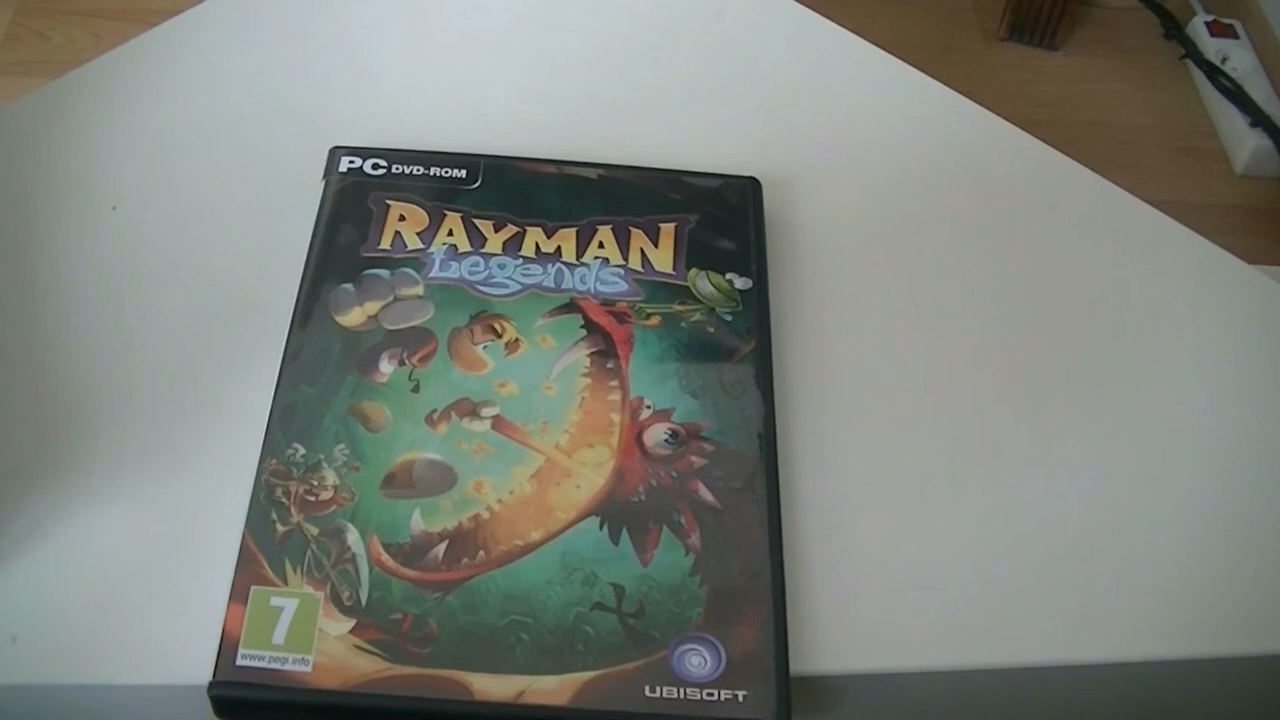 PC DVD-ROM
RAYMAN
Legends
7
www.pegi.info
UBISOFT